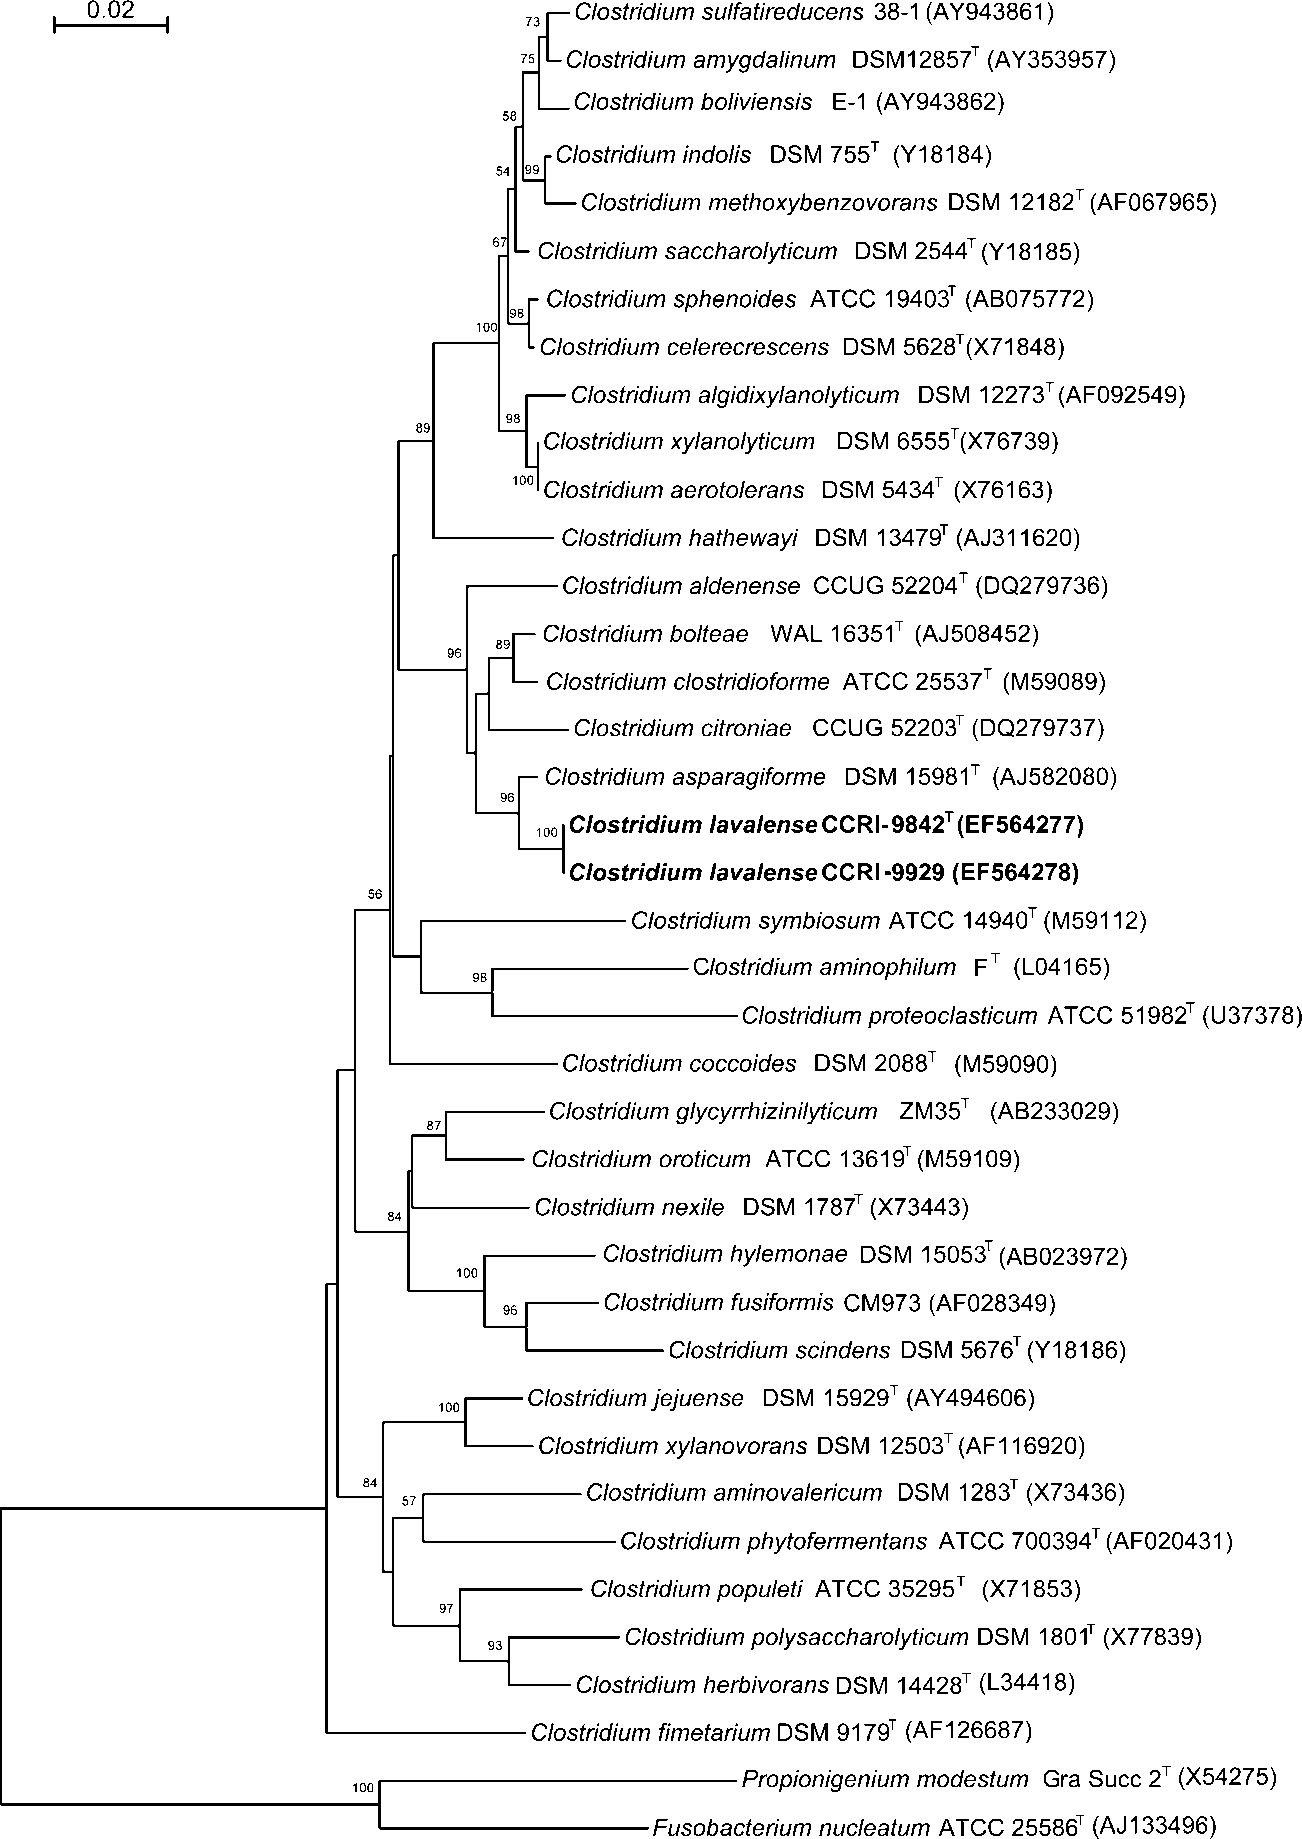 0.02
Clostridium sulfatireducens 38-1 (AY943861)
73
Clostridium amygdalinum DSM12857T (AY353957)
75
Clostridium boliviensis E-1 (AY943862)
58
Clostridium indolis DSM 755T (Y18184)
99
54
Clostridium methoxybenzovorans DSM 12182T (AF067965)
67
Clostridium saccharolyticum DSM 2544T (Y18185)
Clostridium sphenoides ATCC 19403T (AB075772)
98
100
Clostridium celerecrescens DSM 5628T (X71848)
Clostridium algidixylanolyticum DSM 12273T (AF092549)
98
89
Clostridium xylanolyticum DSM 6555T (X76739)
100
Clostridium aerotolerans DSM 5434T (X76163)
Clostridium hathewayi DSM 13479T (AJ311620)
Clostridium aldenense CCUG 52204T (DQ279736)
Clostridium bolteae WAL 16351T (AJ508452)
89
96
Clostridium clostridioforme ATCC 25537T (M59089)
Clostridium citroniae CCUG 52203T (DQ279737)
Clostridium asparagiforme DSM 15981T (AJ582080)
96
Clostridium lavalense CCRI-9842T (EF564277)
100
Clostridium lavalense CCRI-9929 (EF564278)
56
Clostridium symbiosum ATCC 14940T (M59112)
Clostridium aminophilum FT (L04165)
98
Clostridium proteoclasticum ATCC 51982T (U37378)
Clostridium coccoides DSM 2088T (M59090)
Clostridium glycyrrhizinilyticum ZM35T (AB233029)
87
Clostridium oroticum ATCC 13619T (M59109)
Clostridium nexile DSM 1787T (X73443)
84
Clostridium hylemonae DSM 15053T (AB023972)
100
Clostridium fusiformis CM973 (AF028349)
96
Clostridium scindens DSM 5676T (Y18186)
Clostridium jejuense DSM 15929T (AY494606)
100
Clostridium xylanovorans DSM 12503T (AF116920)
84
Clostridium aminovalericum DSM 1283T (X73436)
57
Clostridium phytofermentans ATCC 700394T (AF020431)
Clostridium populeti ATCC 35295T (X71853)
97
Clostridium polysaccharolyticum DSM 1801T (X77839)
93
Clostridium herbivorans DSM 14428T (L34418)
Clostridium fimetarium DSM 9179T (AF126687)
Propionigenium modestum Gra Succ 2T (X54275)
100
Fusobacterium nucleatum ATCC 25586T (AJ133496)